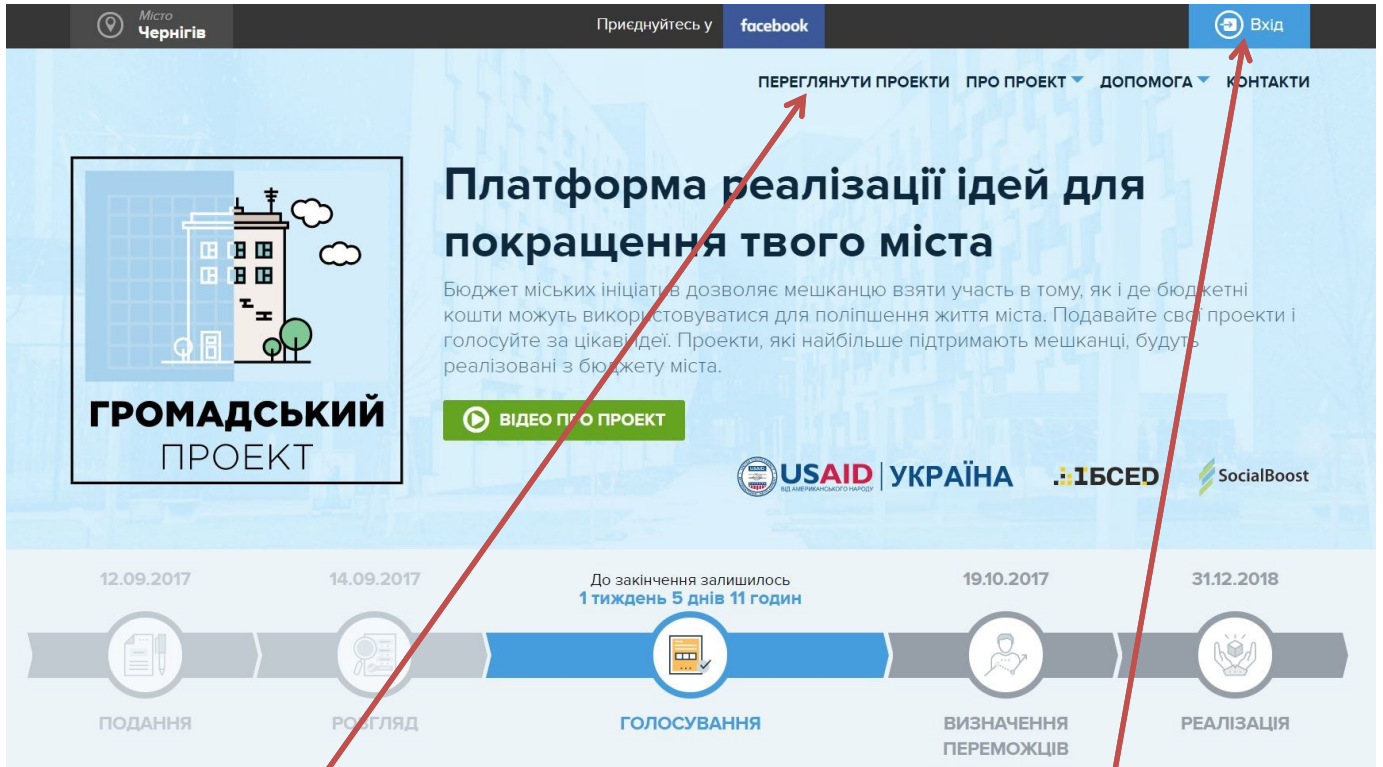 Місто
Чернігів
Приєднуйтесь у facebook
Вхід
ПЕРЕГЛЯНУТИ ПРОЕКТИ ПРО ПРОЕКТ ДОПОМОГА КОНТАКТИ
Платформа реалізації ідей для
покращення твого міста
Бюджет міських ініціатив дозволяє мешканцю взяти участь в тому, як і де бюджетні
кошти можуть використовуватися для поліпшення життя міста. Подавайте свої проекти і
голосуйте за цікаві ідеї. Проекти, які найбільше підтримають мешканці, будуть
реалізовані з бюджету міста.
ГРОМАДСЬКИЙ
ПРОЕКТ
ВІДЕО ПРО ПРОЕКТ
USAID УКРАЇНА
ВІД АМЕРИКАНСЬКОГО НАРОДУ
ІБСЕD
SocialBoost
12.09.2017
14.09.2017
До закінчення залишилось
1 тиждень 5 днів 11 годин
19.10.2017
31.12.2018
ПОДАННЯ
РОЗГЛЯД
ГОЛОСУВАННЯ
ВИЗНАЧЕННЯ
ПЕРЕМОЖЦІВ
РЕАЛІЗАЦІЯ